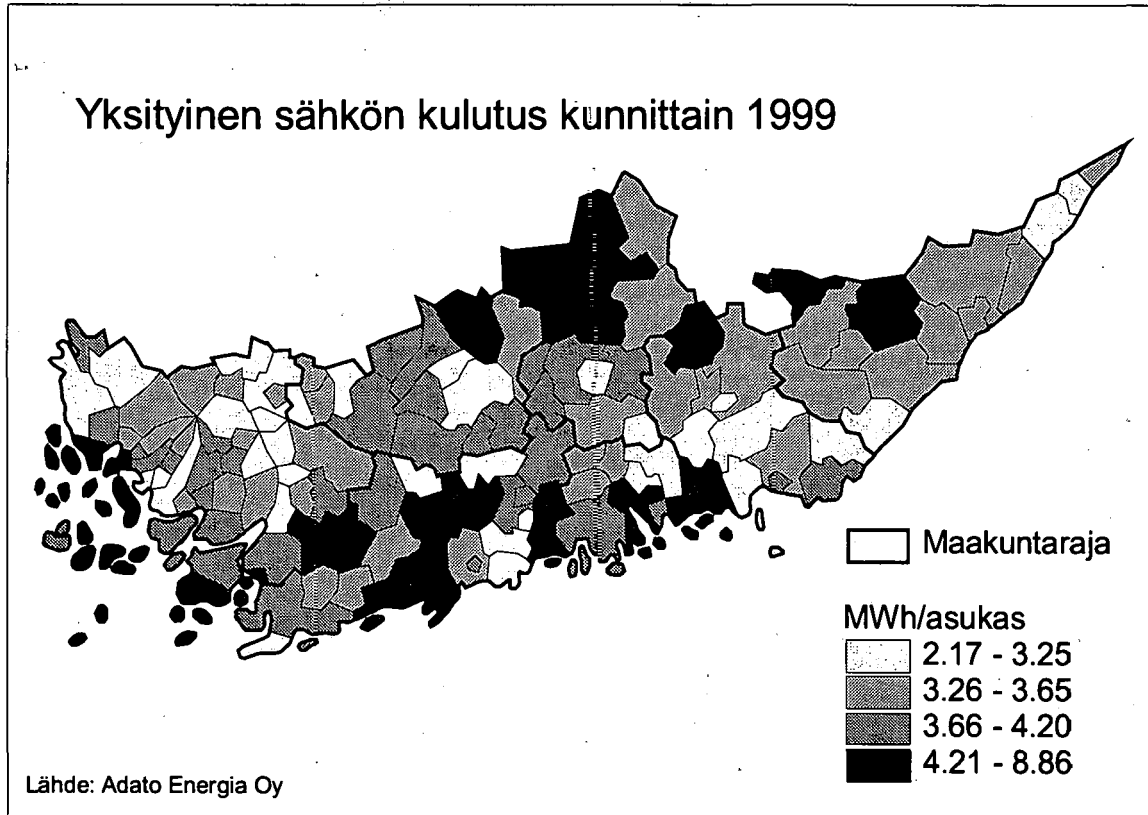 Yksityinen sähkön kulutus kunnittain 1999
Maakuntaraja
MWh/asukas
2.17 - 3.25
3.26 - 3.65
3.66 - 4.20
4.21 - 8.86
Lähde: Adato Energia Oy